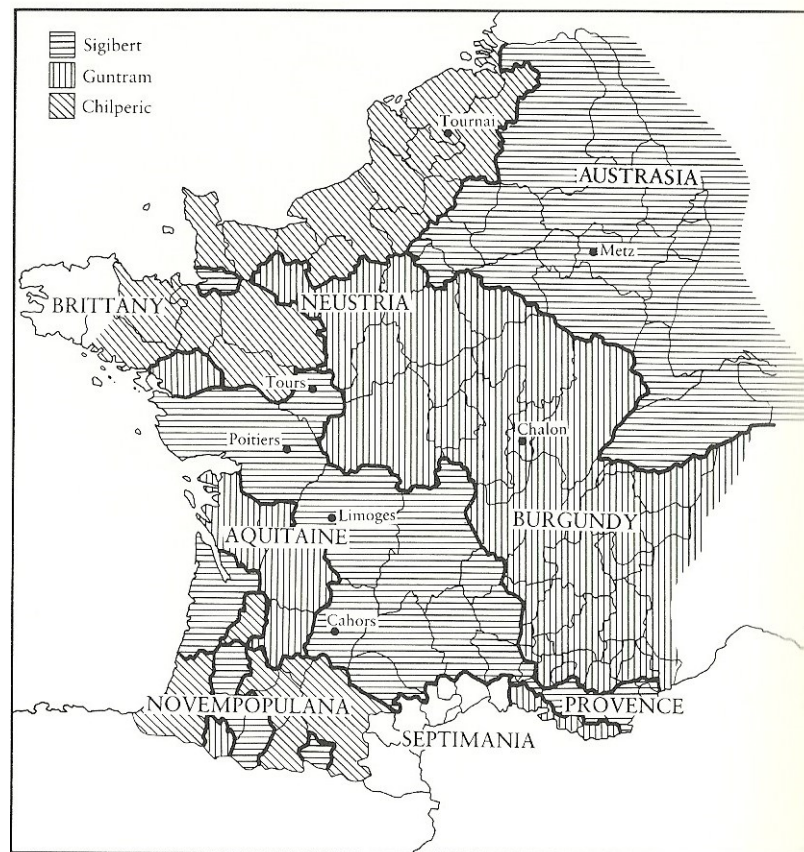 Sigibert
Guntram
Chilperic
Tournai
AUSTRASIA
Metz
BRITTANY
NEUSTRIA
Tours
Poitiers
Chalon
Limoges
BURGUNDY
AQUITAINE
Cahors
NOVEMPOPULANA
PROVENCE
SEPTIMANIA